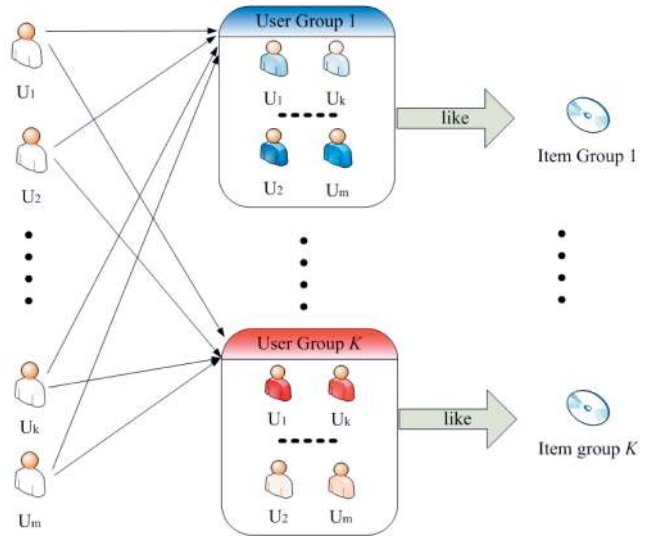 User Group 1
U1
U1
Uk
like
U2
U2
Um
Item Group 1
User Group K
Uk
U1
Uk
like
Um
U2
Um
Item group K